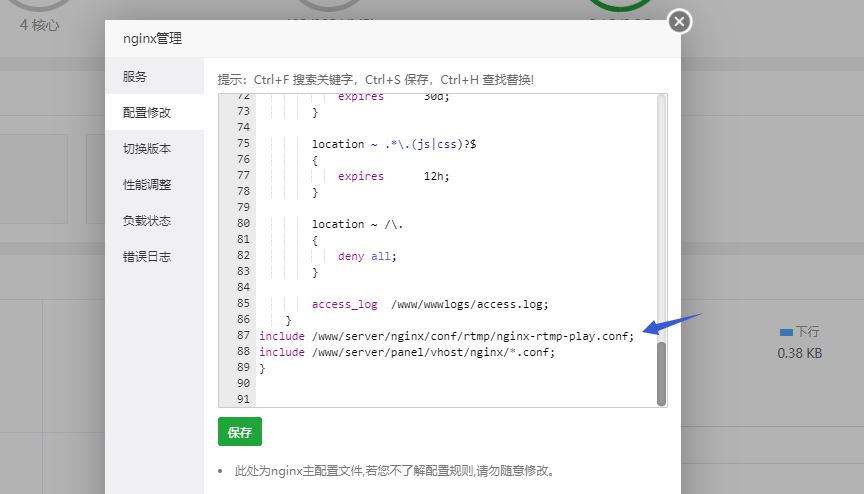 4 核心
nginx管理
服务
配置修改
切换版本
性能调整
负载状态
错误日志
提示：Ctrl+F 搜索关键字，Ctrl+S 保存，Ctrl+H 查找替换!
72 expires 30d;
73 }
74
75 location ~ .*\.(js|css)?$
76 {
77 expires 12h;
78 }
79
80 location ~ /\.
81 {
82 deny all;
83 }
84
85 access_log /www/wwwlogs/access.log;
86 }
87 include /www/server/nginx/conf/rtmp/nginx-rtmp-play.conf;
88 include /www/server/panel/vhost/nginx/*.conf;
89 }
90
91
保存
此处为nginx主配置文件,若您不了解配置规则,请勿随意修改。
下行
0.38 KB